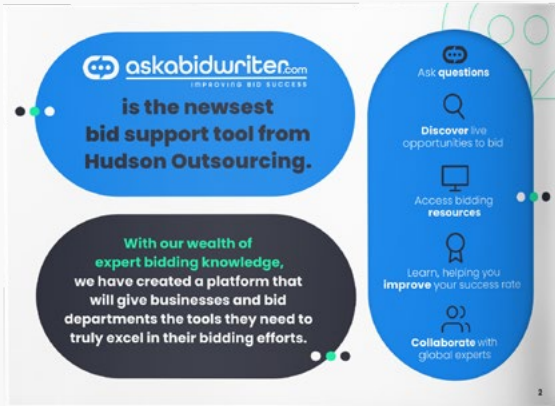 askabidwriter.com
IMPROVING BID SUCCESS
is the newsest
bid support tool from
Hudson Outsourcing.
With our wealth of
expert bidding knowledge,
we have created a platform that
will give businesses and bid
departments the tools they need to
truly excel in their bidding efforts.
Ask questions
Discover live
opportunities to bid
Access bidding
resources
Learn, helping you
improve your success rate
Collaborate with
global experts
2